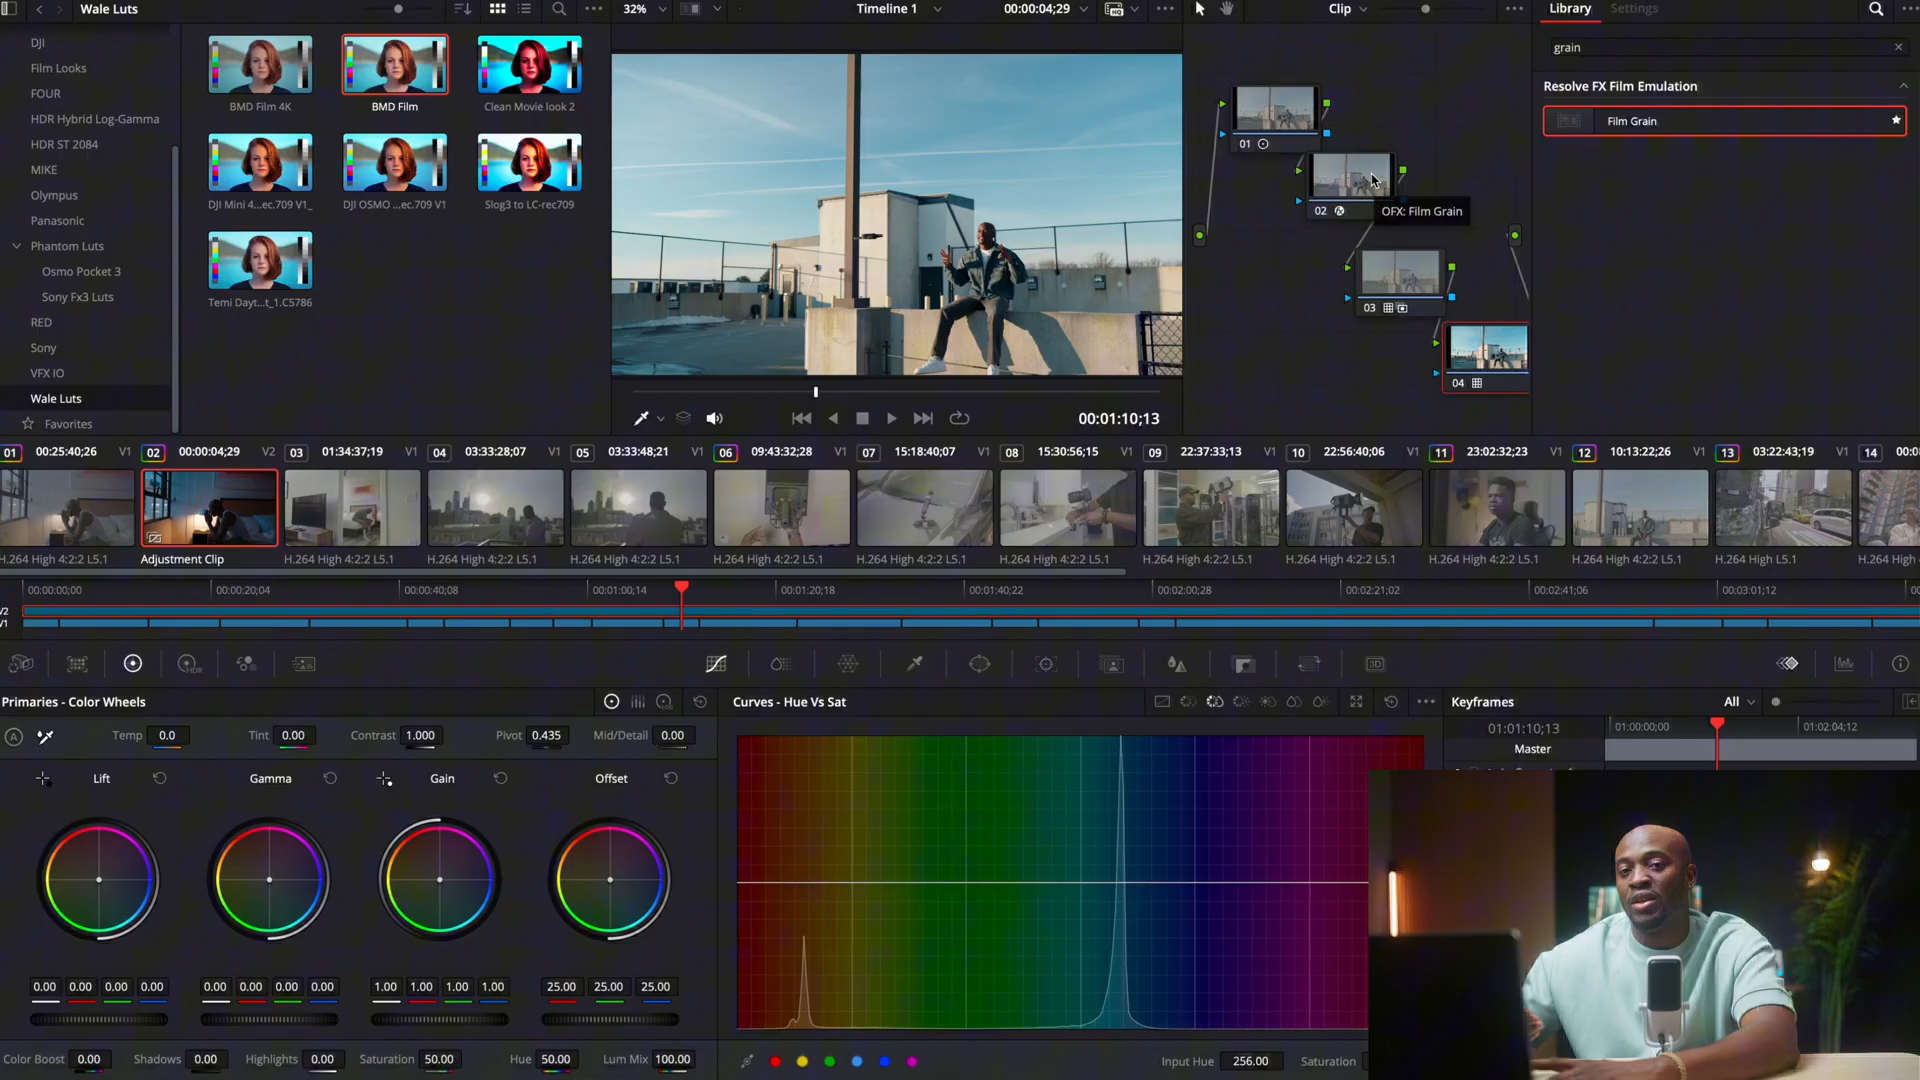 Wale Luts
32%
Timeline 1
00:00:04;29
Clip
Library
Settings
DJI
Film Looks
FOUR
HDR Hybrid Log-Gamma
HDR ST 2084
MIKE
Olympus
Panasonic
Phantom Luts
Osmo Pocket 3
Sony Fx3 Luts
RED
Sony
VFX IO
Wale Luts
Favorites
BMD Film 4K
BMD Film
Clean Movie look 2
DJI Mini 4...ec.709 V1_
DJI OSMO ...ec.709 V1
Slog3 to LC-rec709
Temi Dayt...t_1.C5786
00:01:10;13
01
02
OFX: Film Grain
03
04
grain
Resolve FX Film Emulation
Film Grain
01 00:25:40:26 V1
02 00:00:04;29 V2
03 01:34:37;19 V1
04 03:33:28;07 V1
05 03:33:48;21 V1
06 09:43:32;28 V1
07 15:18:40;07 V1
08 15:30:56;15 V1
09 22:37:33;13 V1
10 22:56:40;06 V1
11 23:02:32;23 V1
12 10:13:22;26 V1
13 03:22:43;19 V1
14
H.264 High 4:2:2 L5.1
Adjustment Clip
H.264 High 4:2:2 L5.1
H.264 High 4:2:2 L5.1
H.264 High 4:2:2 L5.1
H.264 High 4:2:2 L5.1
H.264 High 4:2:2 L5.1
H.264 High 4:2:2 L5.1
H.264 High 4:2:2 L5.1
H.264 High 4:2:2 L5.1
H.264 High L5.1
H.264 High 4:2:2 L5.1
H.264 High L5.1
00:00:00;00 00:00:20;04 00:00:40;08 00:01:00;14 00:01:20;18 00:01:40;22 00:02:00;28 00:02:21;02 00:02:41;06 00:03:01;12
V2
V1
HDR
3D
Primaries - Color Wheels
LOG
Temp 0.0 Tint 0.00 Contrast 1.000 Pivot 0.435 Mid/Detail 0.00
Lift Gamma Gain Offset
0.00 0.00 0.00 0.00
0.00 0.00 0.00 0.00
1.00 1.00 1.00 1.00
25.00 25.00 25.00
Color Boost 0.00 Shadows 0.00 Highlights 0.00 Saturation 50.00 Hue 50.00 Lum Mix 100.00
Curves - Hue Vs Sat
Input Hue 256.00 Saturation
Keyframes
All
01:01:10;13
01:00:00;00 01:02:04;12
Master